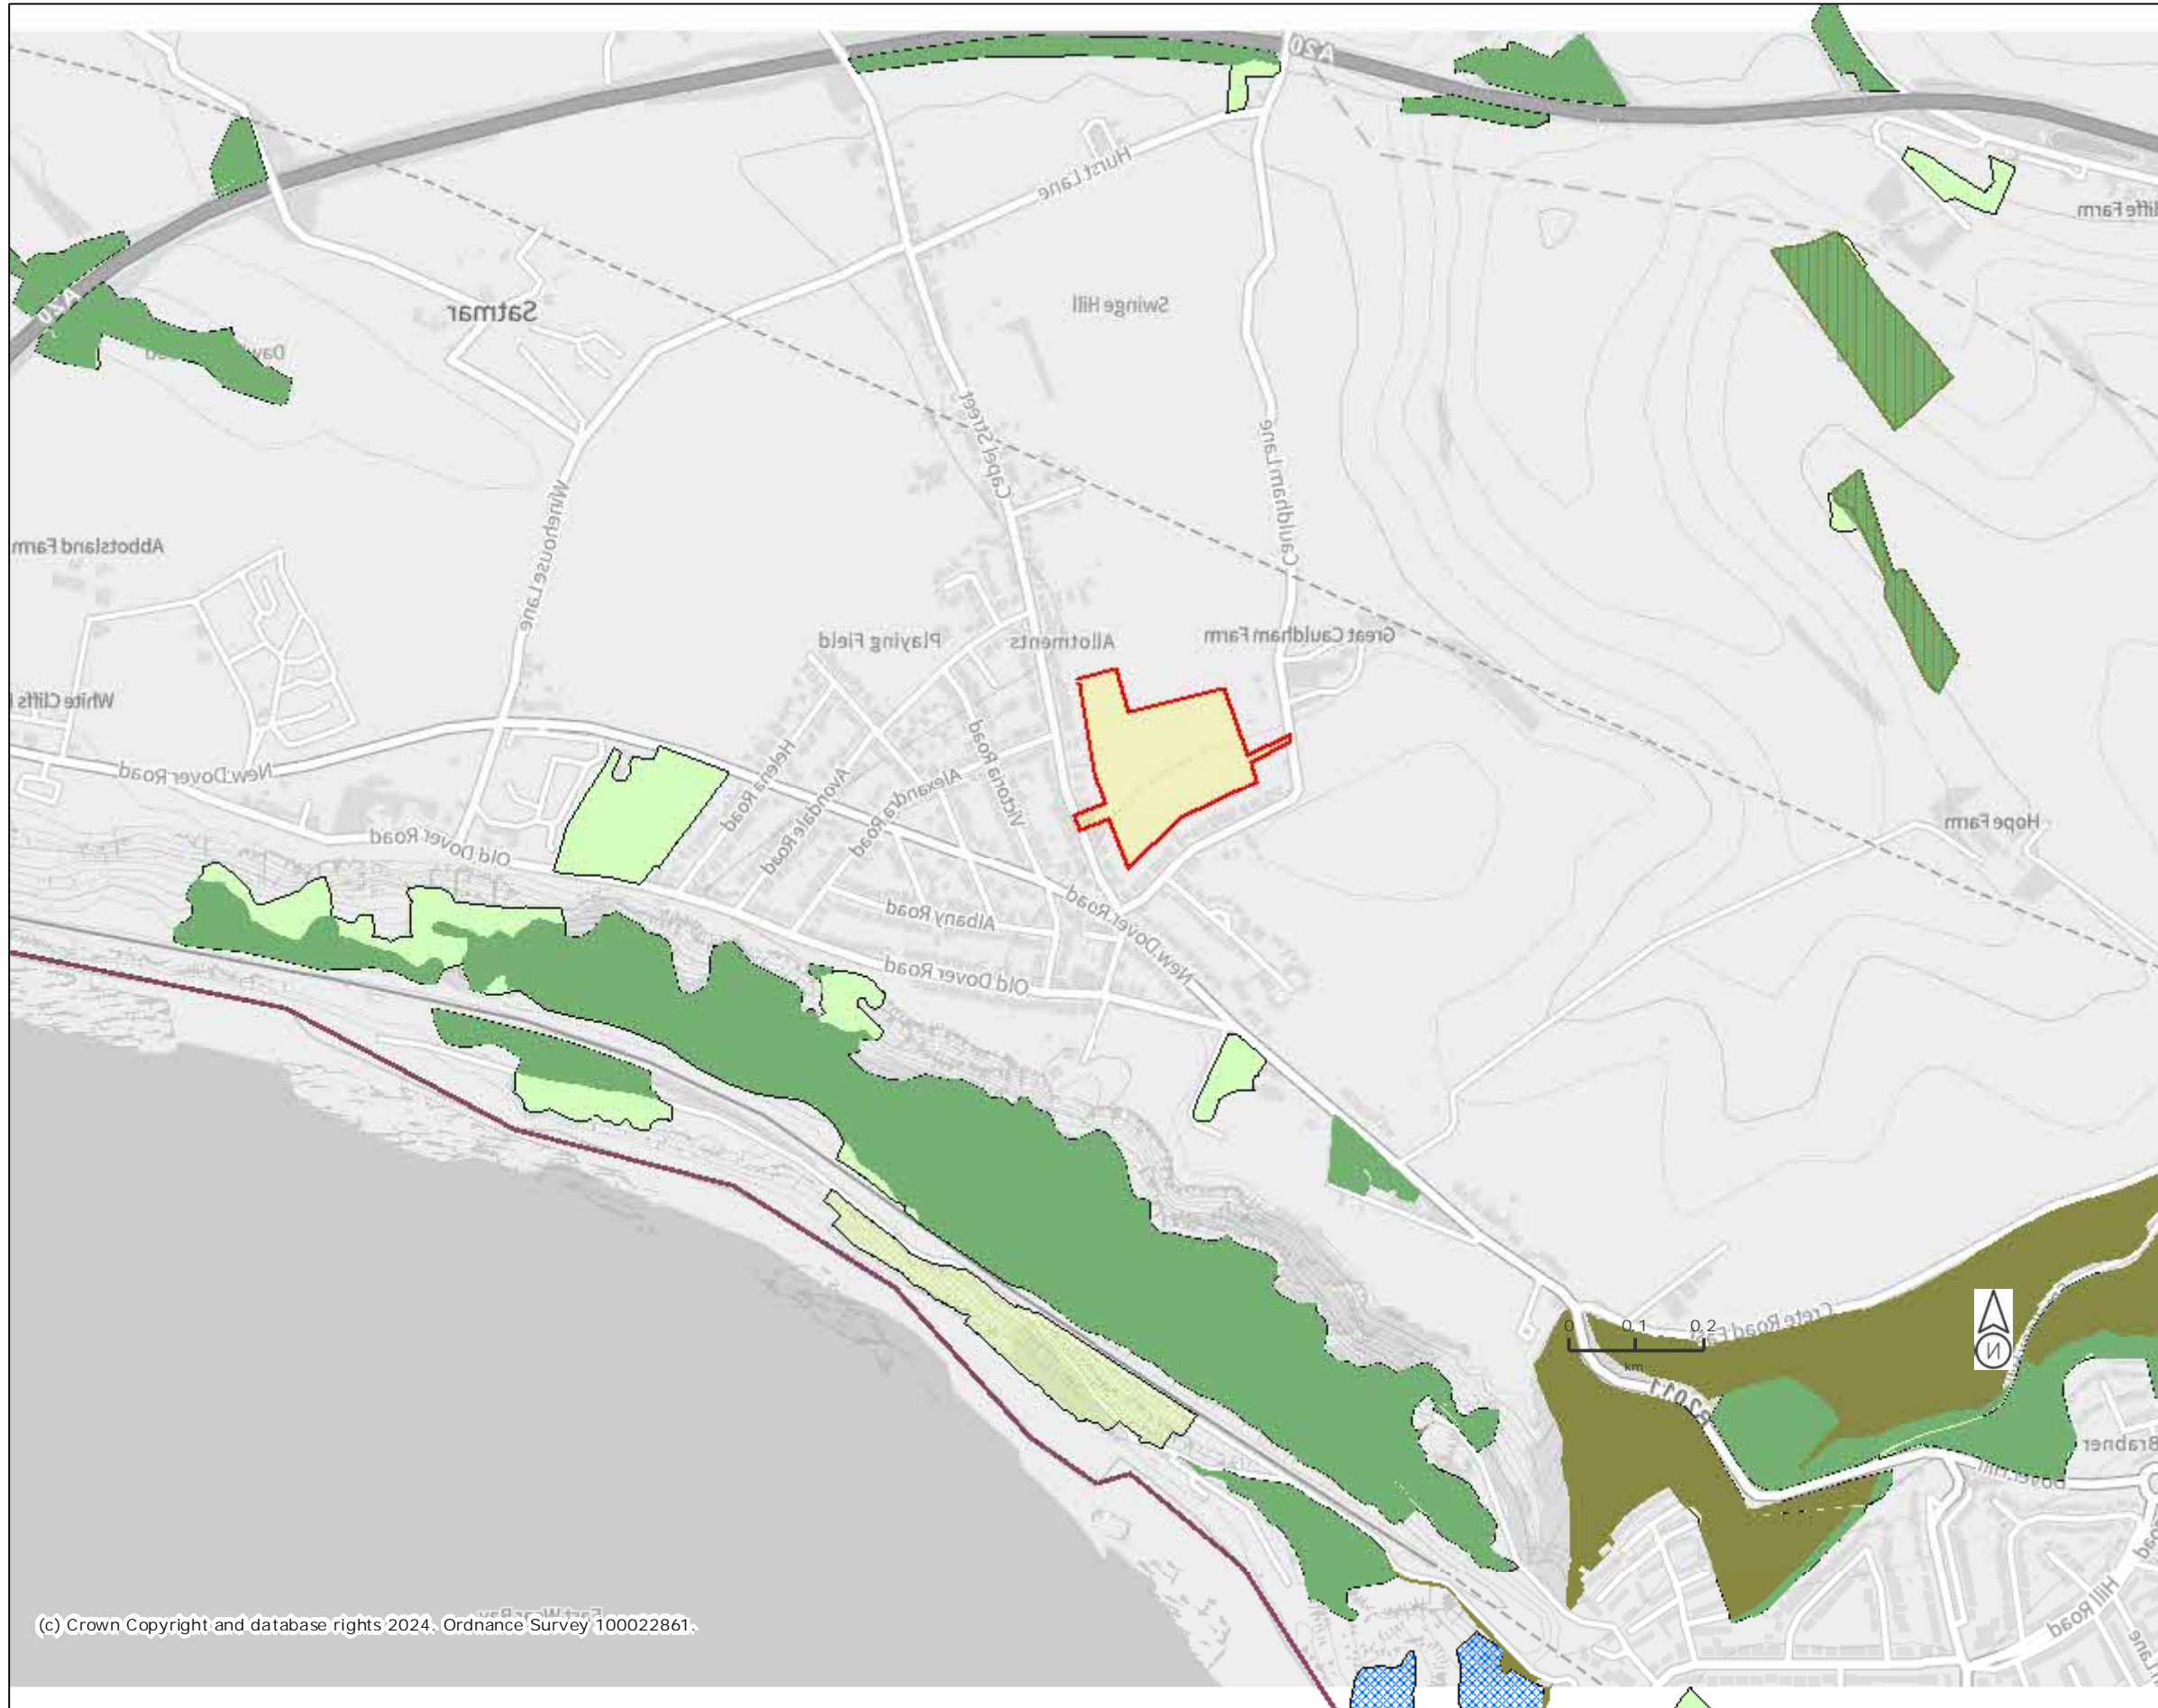 A20
Hurst Lane
Swinge Hill
Satmar
A20
Capel Street
Cauldham Lane
Winehouse Lane
Abbotsland Farm
Playing Field
Allotments
Great Cauldham Farm
White Cliffs
New Dover Road
Helena Road
Avondale Road
Alexandra Road
Victoria Road
Hope Farm
Old Dover Road
Albany Road
New Dover Road
Old Dover Road
Crete Road East
0 0.1 0.2
km
N
B2011
Dover Hill
Hill Road
(c) Crown Copyright and database rights 2024. Ordnance Survey 100022861.